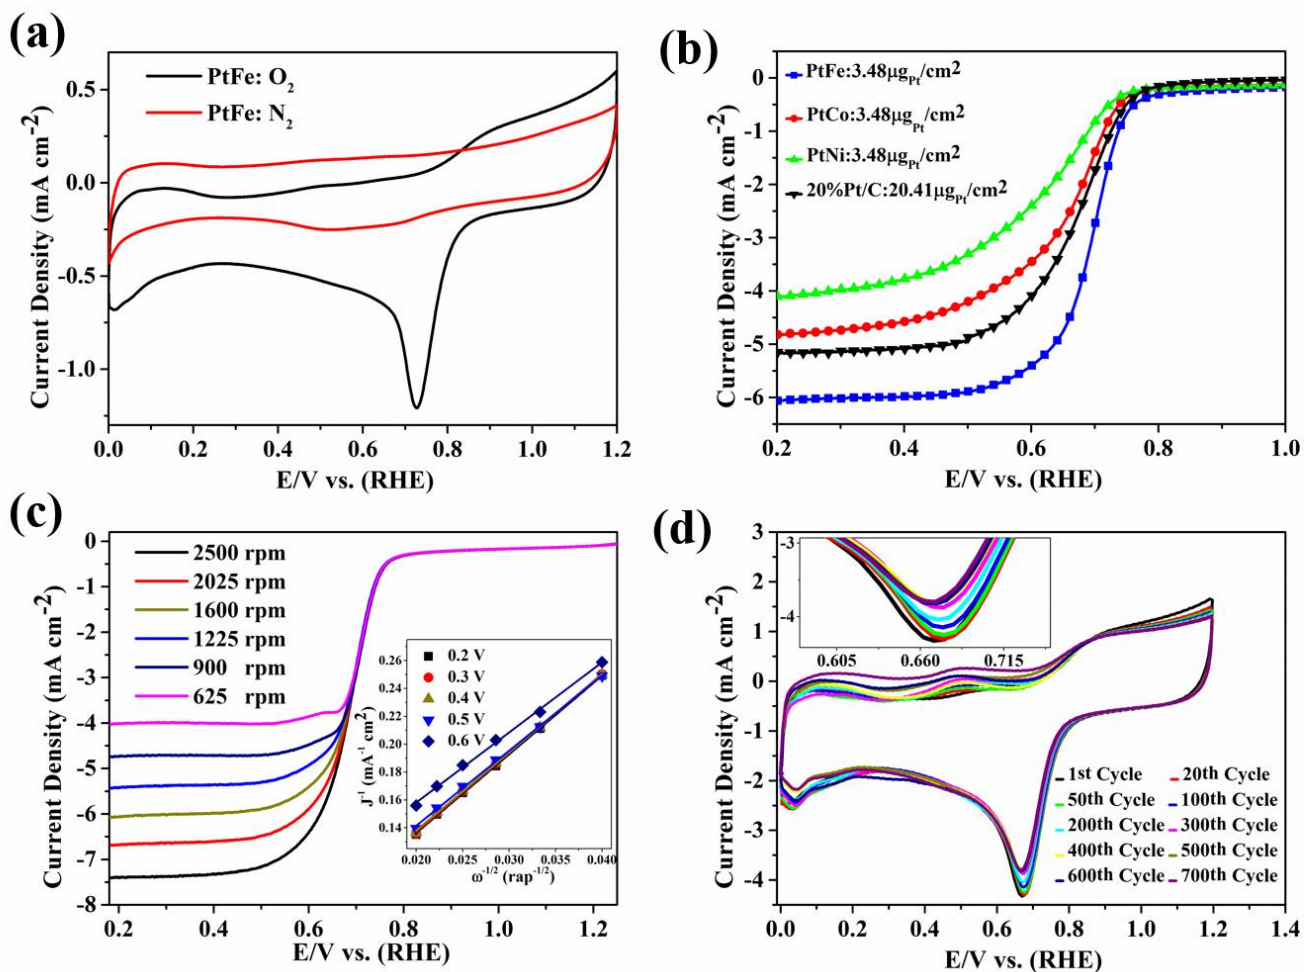 (a)
PtFe: O2
PtFe: N2
0.5
0.0
-0.5
-1.0
Current Density (mA cm-2)
0.0 0.2 0.4 0.6 0.8 1.0 1.2
E/V vs. (RHE)
(b)
PtFe:3.48μgPt/cm2
PtCo:3.48μgPt/cm2
PtNi:3.48μgPt/cm2
20%Pt/C:20.41μgPt/cm2
0
-1
-2
-3
-4
-5
-6
Current Density (mA cm-2)
0.2 0.4 0.6 0.8 1.0
E/V vs. (RHE)
(c)
2500 rpm
2025 rpm
1600 rpm
1225 rpm
900 rpm
625 rpm
0
-1
-2
-3
-4
-5
-6
-7
-8
Current Density (mA cm-2)
0.2 0.4 0.6 0.8 1.0 1.2
E/V vs. (RHE)
0.2 V
0.3 V
0.4 V
0.5 V
0.6 V
0.26
0.24
0.22
0.20
0.18
0.16
0.14
J-1 (mA-1 cm2)
0.020 0.025 0.030 0.035 0.040
ω-1/2 (rap-1/2)
(d)
3
2
1
0
-1
-2
-3
-4
Current Density (mA cm-2)
-3
-4
0.605 0.660 0.715
1st Cycle 20th Cycle
50th Cycle 100th Cycle
200th Cycle 300th Cycle
400th Cycle 500th Cycle
600th Cycle 700th Cycle
0.0 0.2 0.4 0.6 0.8 1.0 1.2 1.4
E/V vs. (RHE)